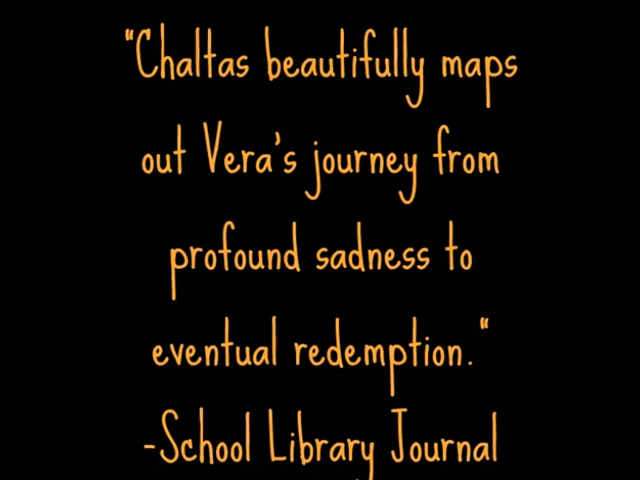 "Chaltas beautifully maps
out Vera's journey from
profound sadness to
eventual redemption."
-School Library Journal